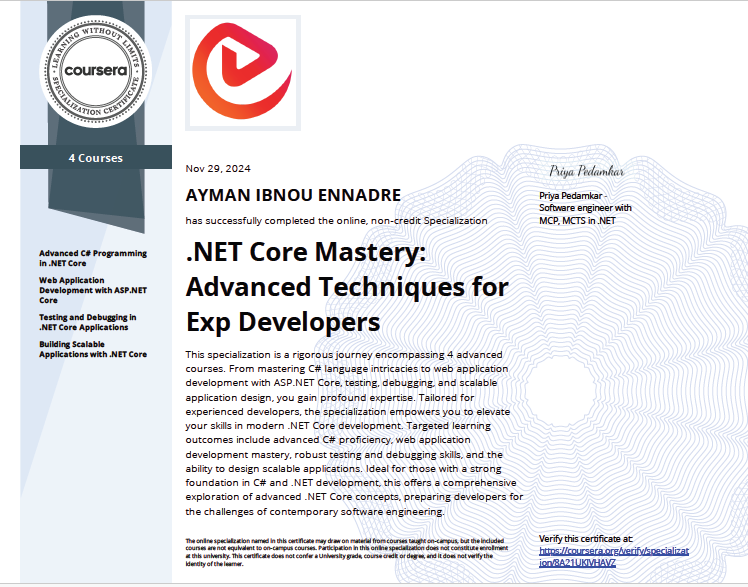 LEARNING WITHOUT LIMITS
coursera
SPECIALIZATION CERTIFICATE
4 Courses
Advanced C# Programming
in .NET Core
Web Application
Development with ASP.NET
Core
Testing and Debugging in
.NET Core Applications
Building Scalable
Applications with .NET Core
Nov 29, 2024
AYMAN IBNOU ENNADRE
has successfully completed the online, non-credit Specialization
.NET Core Mastery:
Advanced Techniques for
Exp Developers
This specialization is a rigorous journey encompassing 4 advanced
courses. From mastering C# language intricacies to web application
development with ASP.NET Core, testing, debugging, and scalable
application design, you gain profound expertise. Tailored for
experienced developers, the specialization empowers you to elevate
your skills in modern .NET Core development. Targeted learning
outcomes include advanced C# proficiency, web application
development mastery, robust testing and debugging skills, and the
ability to design scalable applications. Ideal for those with a strong
foundation in C# and .NET development, this offers a comprehensive
exploration of advanced .NET Core concepts, preparing developers for
the challenges of contemporary software engineering.
Priya Pedamkar
Priya Pedamkar -
Software engineer with
MCP, MCTS in .NET
The online specialization named in this certificate may draw on material from courses taught on-campus, but the included
courses are not equivalent to on-campus courses. Participation in this online specialization does not constitute enrollment
at this university. This certificate does not confer a University grade, course credit or degree, and it does not verify the
identity of the learner.
Verify this certificate at:
https://coursera.org/verify/specializat
ion/8A21UKIVHAVZ